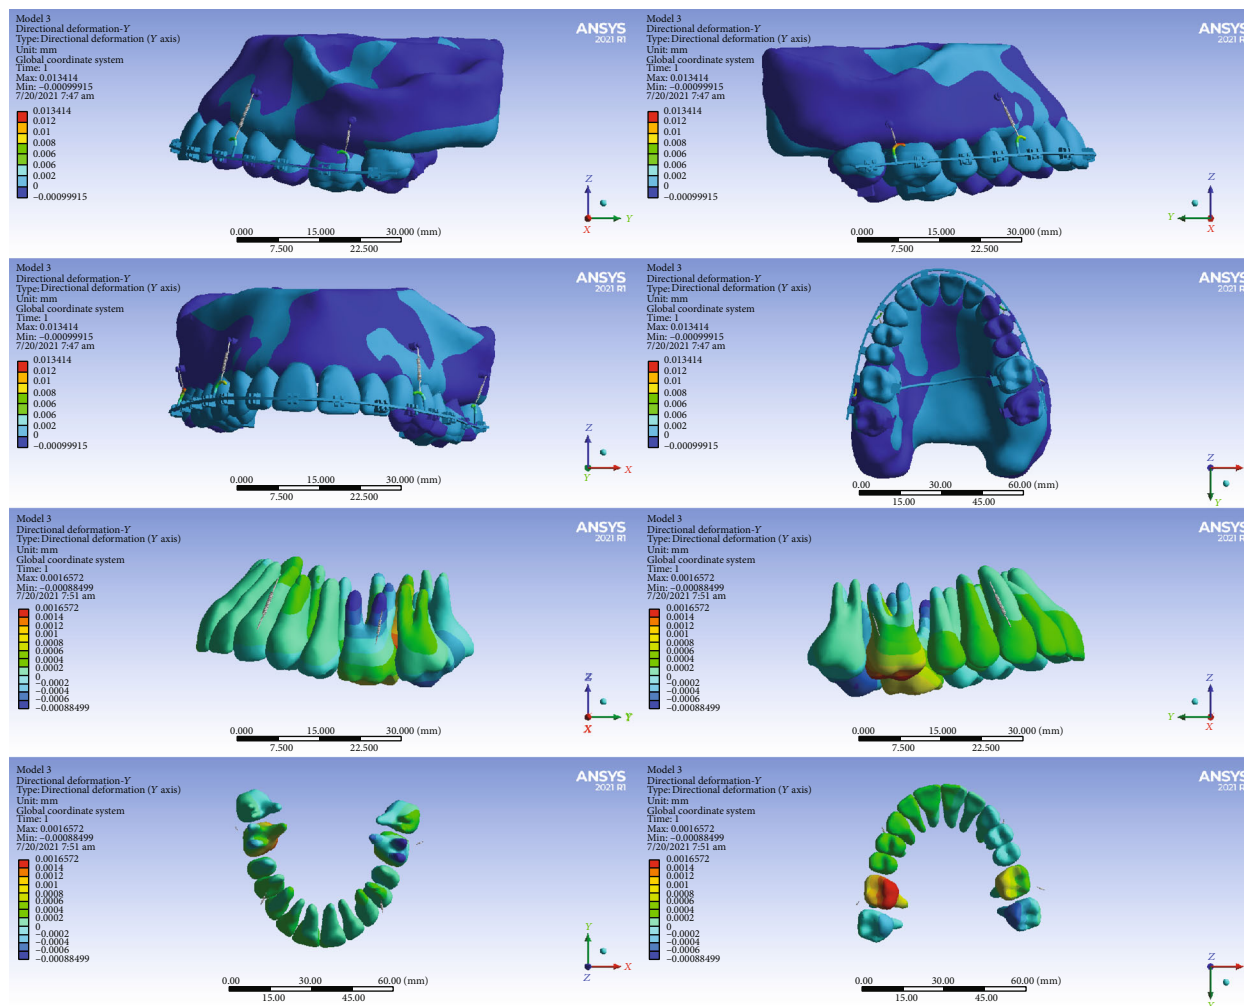 Model 3
Directional deformation-Y
Type: Directional deformation (Y axis)
Unit: mm
Global coordinate system
Time: 1
Max: 0.013414
Min: −0.00099915
7/20/2021 7:47 am
0.013414
0.012
0.01
0.008
0.006
0.002
0
−0.00099915
ANSYS
2021 R1
Z
Y
X
0.000 15.000 30.000 (mm)
7.500 22.500
Model 3
Directional deformation-Y
Type: Directional deformation (Y axis)
Unit: mm
Global coordinate system
Time: 1
Max: 0.013414
Min: −0.00099915
7/20/2021 7:47 am
0.013414
0.012
0.01
0.008
0.006
0.002
0
−0.00099915
ANSYS
2021 R1
Z
Y
X
0.000 15.000 30.000 (mm)
7.500 22.500
Model 3
Directional deformation-Y
Type: Directional deformation (Y axis)
Unit: mm
Global coordinate system
Time: 1
Max: 0.013414
Min: −0.00099915
7/20/2021 7:47 am
0.013414
0.012
0.01
0.008
0.006
0.002
0
−0.00099915
ANSYS
2021 R1
Z
Y
X
0.000 15.000 30.000 (mm)
7.500 22.500
Model 3
Directional deformation-Y
Type: Directional deformation (Y axis)
Unit: mm
Global coordinate system
Time: 1
Max: 0.013414
Min: −0.00099915
7/20/2021 7:47 am
0.013414
0.012
0.01
0.008
0.006
0.002
0
−0.00099915
ANSYS
2021 R1
Z
Y
0.00 30.00 60.00 (mm)
15.00 45.00
Model 3
Directional deformation-Y
Type: Directional deformation (Y axis)
Unit: mm
Global coordinate system
Time: 1
Max: 0.0016572
Min: −0.00088499
7/20/2021 7:51 am
0.0016572
0.0014
0.0012
0.001
0.0008
0.0006
0.0004
0.0002
0
−0.0002
−0.0004
−0.0006
−0.00088499
ANSYS
2021 R1
Z
Y
X
0.000 15.000 30.000 (mm)
7.500 22.500
Model 3
Directional deformation-Y
Type: Directional deformation (Y axis)
Unit: mm
Global coordinate system
Time: 1
Max: 0.0016572
Min: −0.00088499
7/20/2021 7:51 am
0.0016572
0.0014
0.0012
0.001
0.0008
0.0006
0.0004
0.0002
0
−0.0002
−0.0004
−0.0006
−0.00088499
ANSYS
2021 R1
Z
Y
X
0.000 15.000 30.000 (mm)
7.500 22.500
Model 3
Directional deformation-Y
Type: Directional deformation (Y axis)
Unit: mm
Global coordinate system
Time: 1
Max: 0.0016572
Min: −0.00088499
7/20/2021 7:51 am
0.0016572
0.0014
0.0012
0.001
0.0008
0.0006
0.0004
0.0002
0
−0.0002
−0.0004
−0.0006
−0.00088499
ANSYS
2021 R1
Y
Z
X
0.00 30.00 60.00 (mm)
15.00 45.00
Model 3
Directional deformation-Y
Type: Directional deformation (Y axis)
Unit: mm
Global coordinate system
Time: 1
Max: 0.0016572
Min: −0.00088499
7/20/2021 7:51 am
0.0016572
0.0014
0.0012
0.001
0.0008
0.0006
0.0004
0.0002
0
−0.0002
−0.0004
−0.0006
−0.00088499
ANSYS
2021 R1
Z
Y
0.00 30.00 60.00 (mm)
15.00 45.00